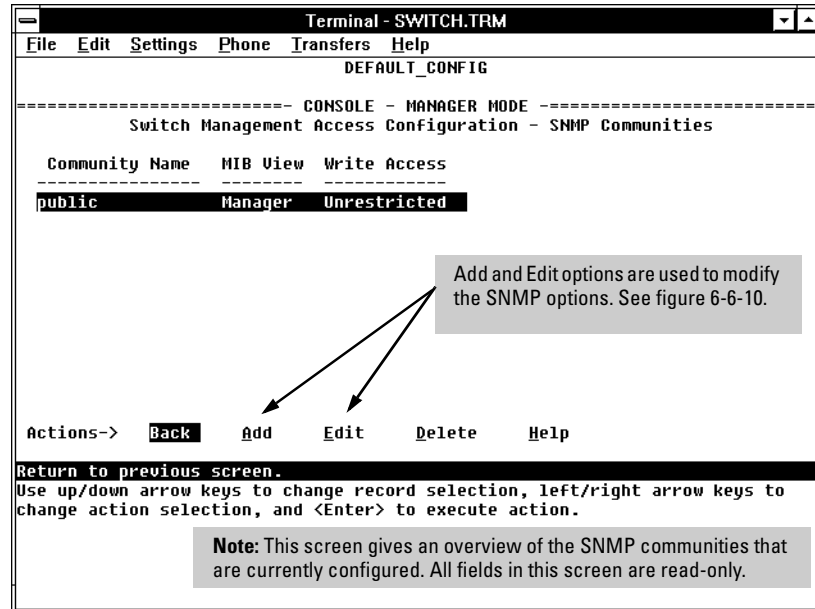 Terminal - SWITCH.TRM
File Edit Settings Phone Transfers Help
DEFAULT_CONFIG
==========================- CONSOLE - MANAGER MODE -==========================
Switch Management Access Configuration - SNMP Communities
Community Name MIB View Write Access
---------------- -------- ------------
public Manager Unrestricted
Add and Edit options are used to modify
the SNMP options. See figure 6-6-10.
Actions-> Back Add Edit Delete Help
Return to previous screen.
Use up/down arrow keys to change record selection, left/right arrow keys to
change action selection, and <Enter> to execute action.
Note: This screen gives an overview of the SNMP communities that
are currently configured. All fields in this screen are read-only.